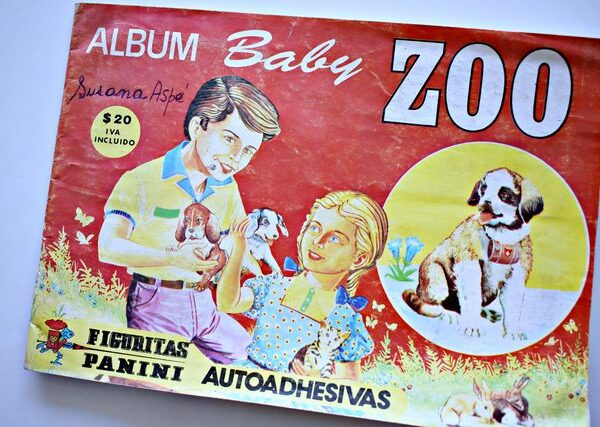 ALBUM Baby ZOO
Susana Aspé
$20
IVA
INCLUIDO
FIGURITAS
PANINI
AUTOADHESIVAS